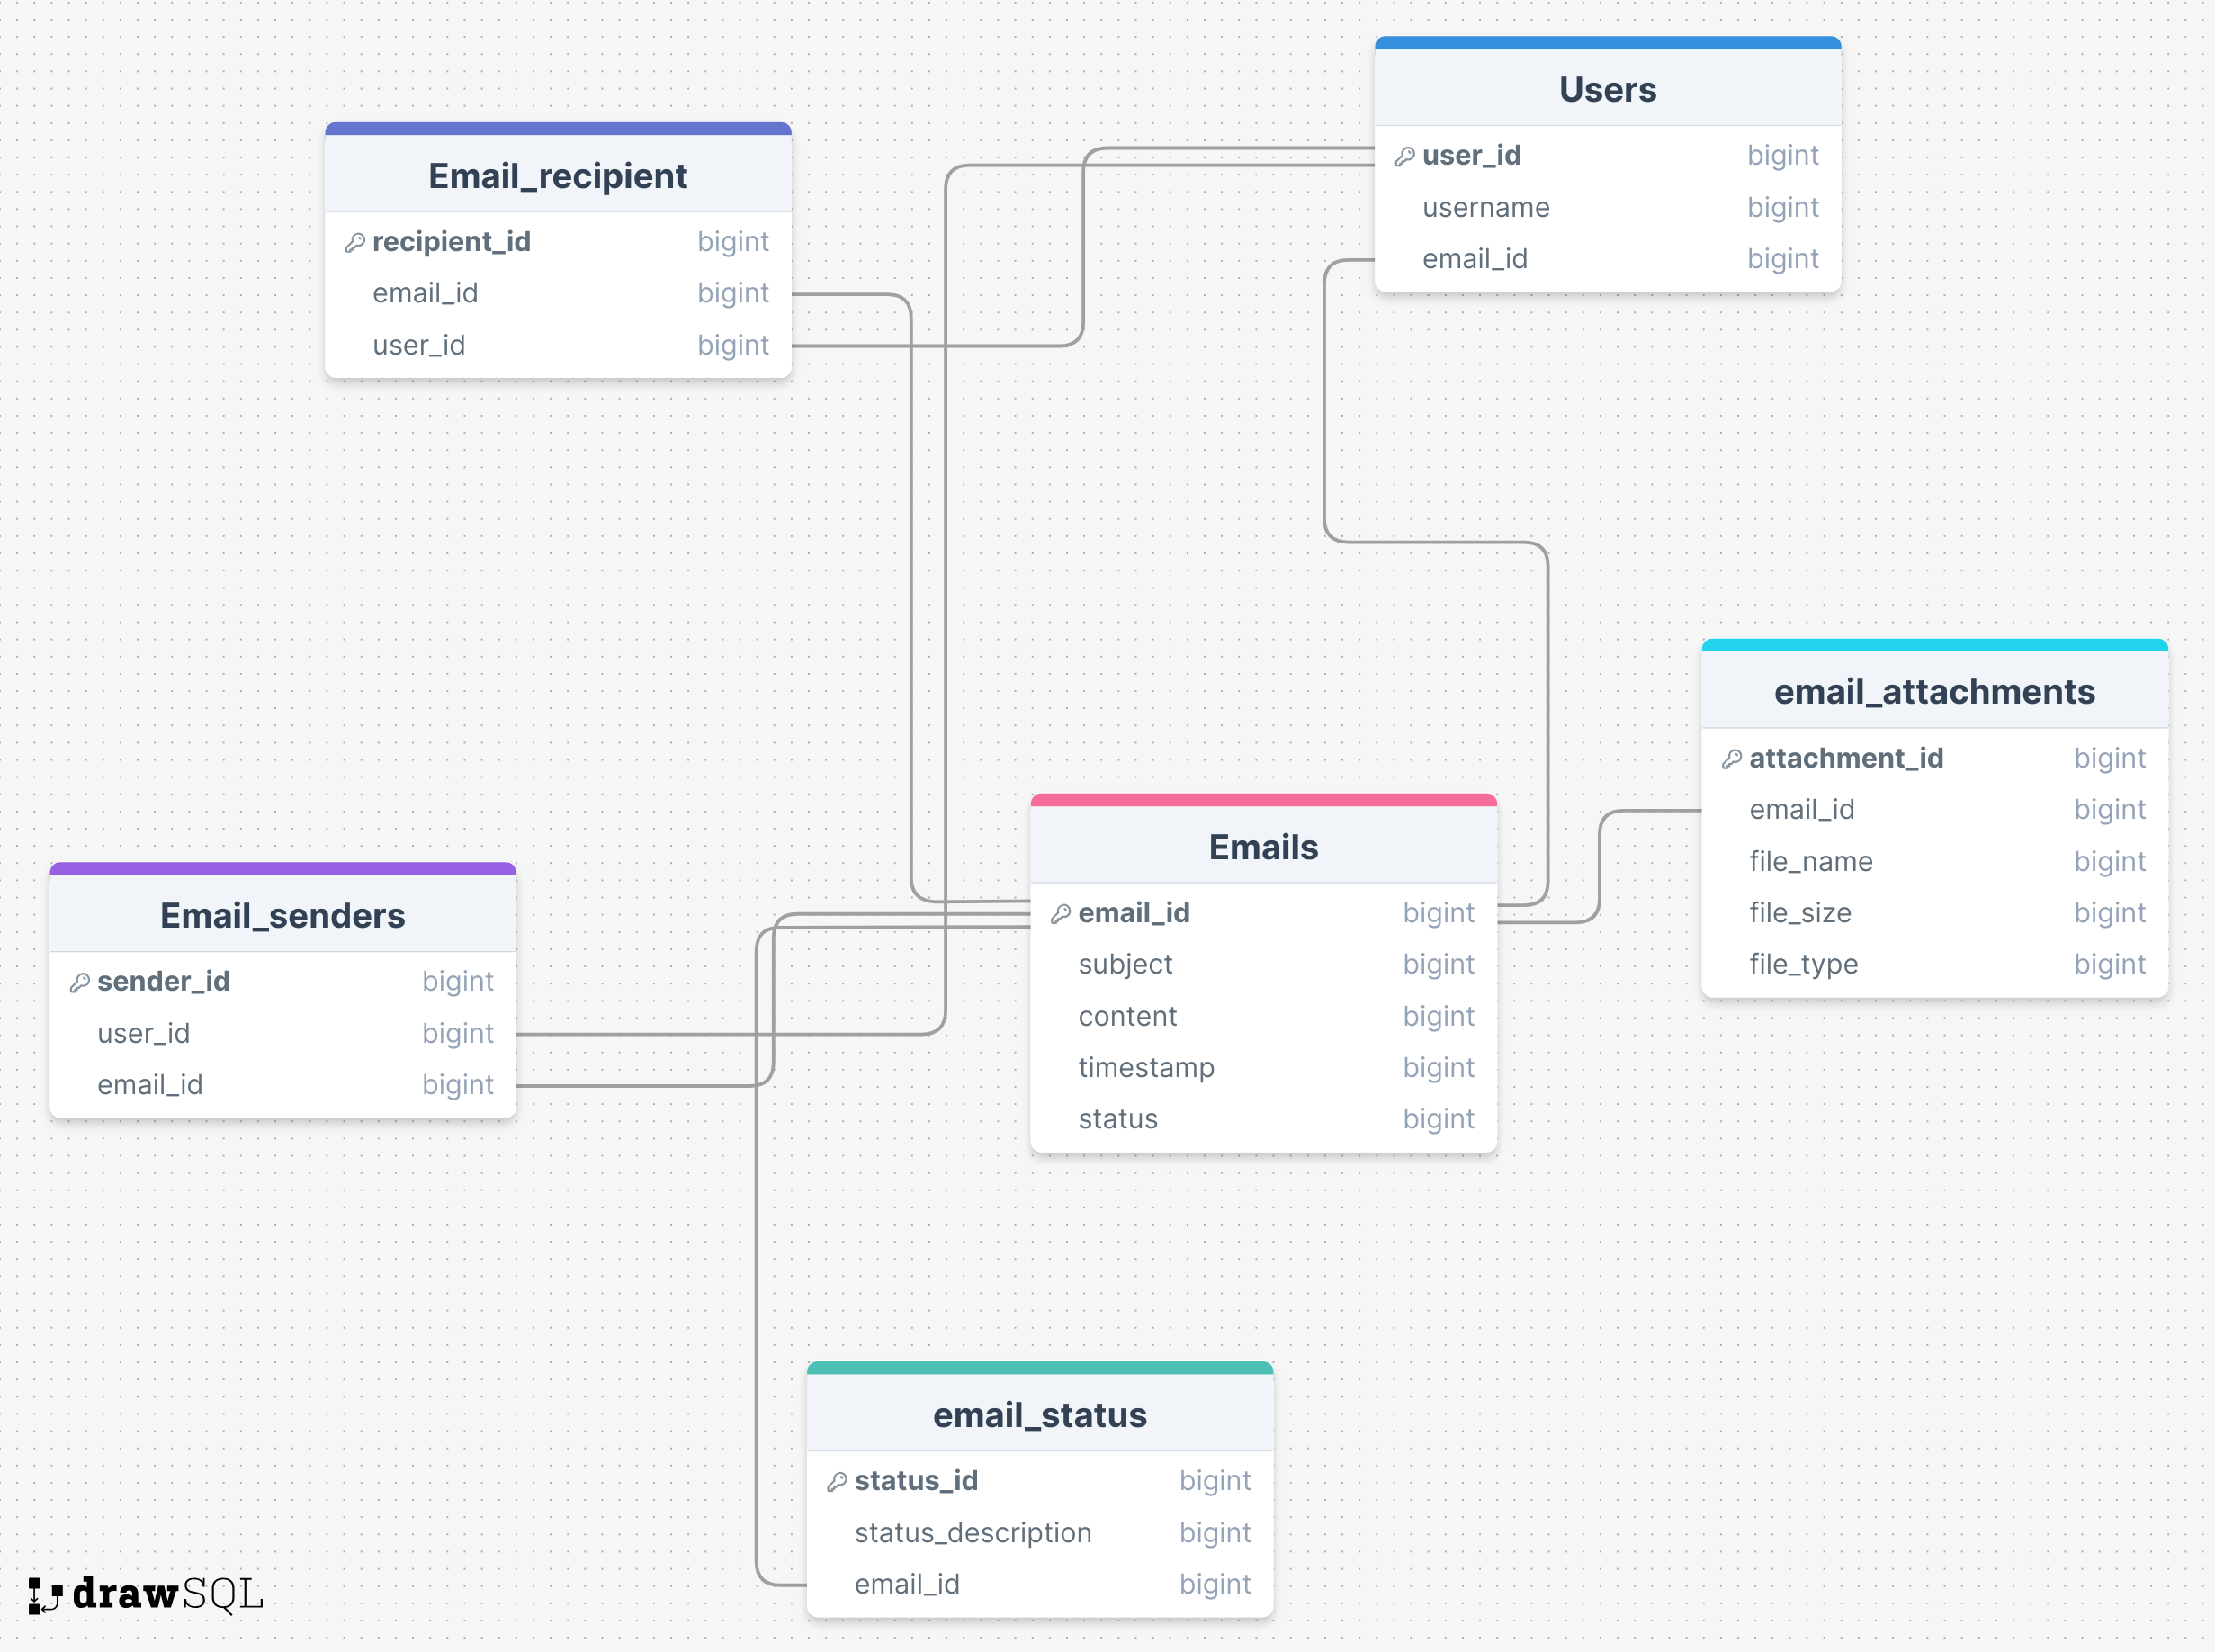 Users
user_id bigint
username bigint
email_id bigint
Email_recipient
recipient_id bigint
email_id bigint
user_id bigint
email_attachments
attachment_id bigint
email_id bigint
file_name bigint
file_size bigint
file_type bigint
Emails
email_id bigint
subject bigint
content bigint
timestamp bigint
status bigint
Email_senders
sender_id bigint
user_id bigint
email_id bigint
email_status
status_id bigint
status_description bigint
email_id bigint
drawSQL